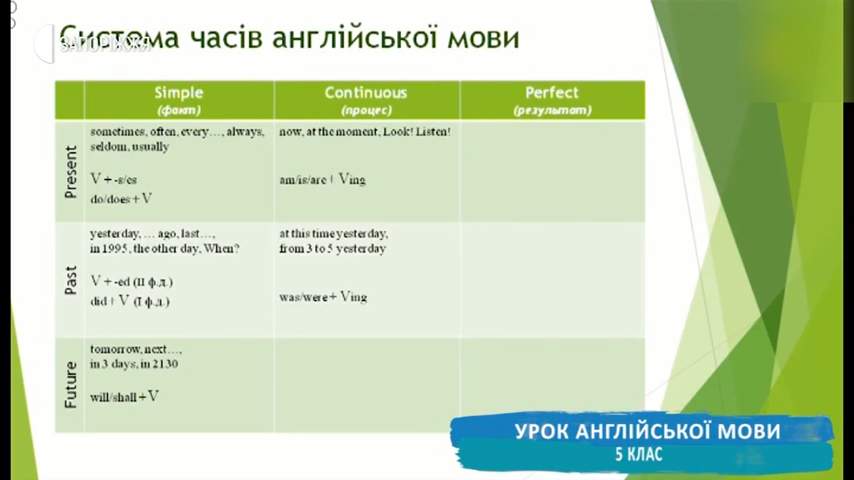 Система часів англійської мови
ЗАПОРІЖЖЯ
Simple
(факт)
Continuous
(процес)
Perfect
(результат)
Present
sometimes, often, every…, always,
seldom, usually
V + -s/es
do/does + V
now, at the moment, Look! Listen!
am/is/are + Ving
Past
yesterday, … ago, last…,
in 1995, the other day, When?
V + -ed (II ф.д.)
did + V (I ф.д.)
at this time yesterday,
from 3 to 5 yesterday
was/were + Ving
Future
tomorrow, next…,
in 3 days, in 2130
will/shall + V
УРОК АНГЛІЙСЬКОЇ МОВИ
5 КЛАС